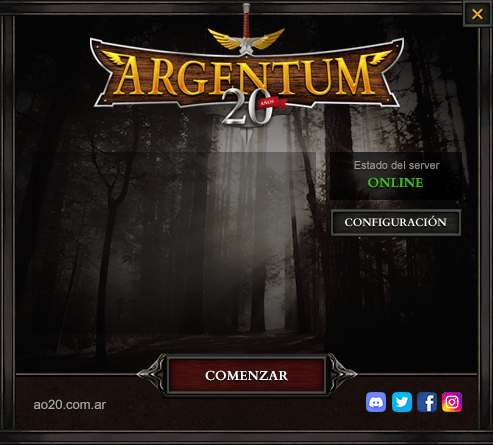 ARGENTUM
20
AÑOS
Estado del server
ONLINE
CONFIGURACIÓN
COMENZAR
ao20.com.ar